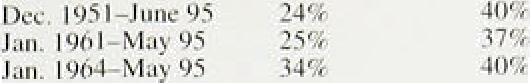 Dec. 1951–June 95 24% 40%
Jan. 1961–May 95 25% 37%
Jan. 1964–May 95 34% 40%